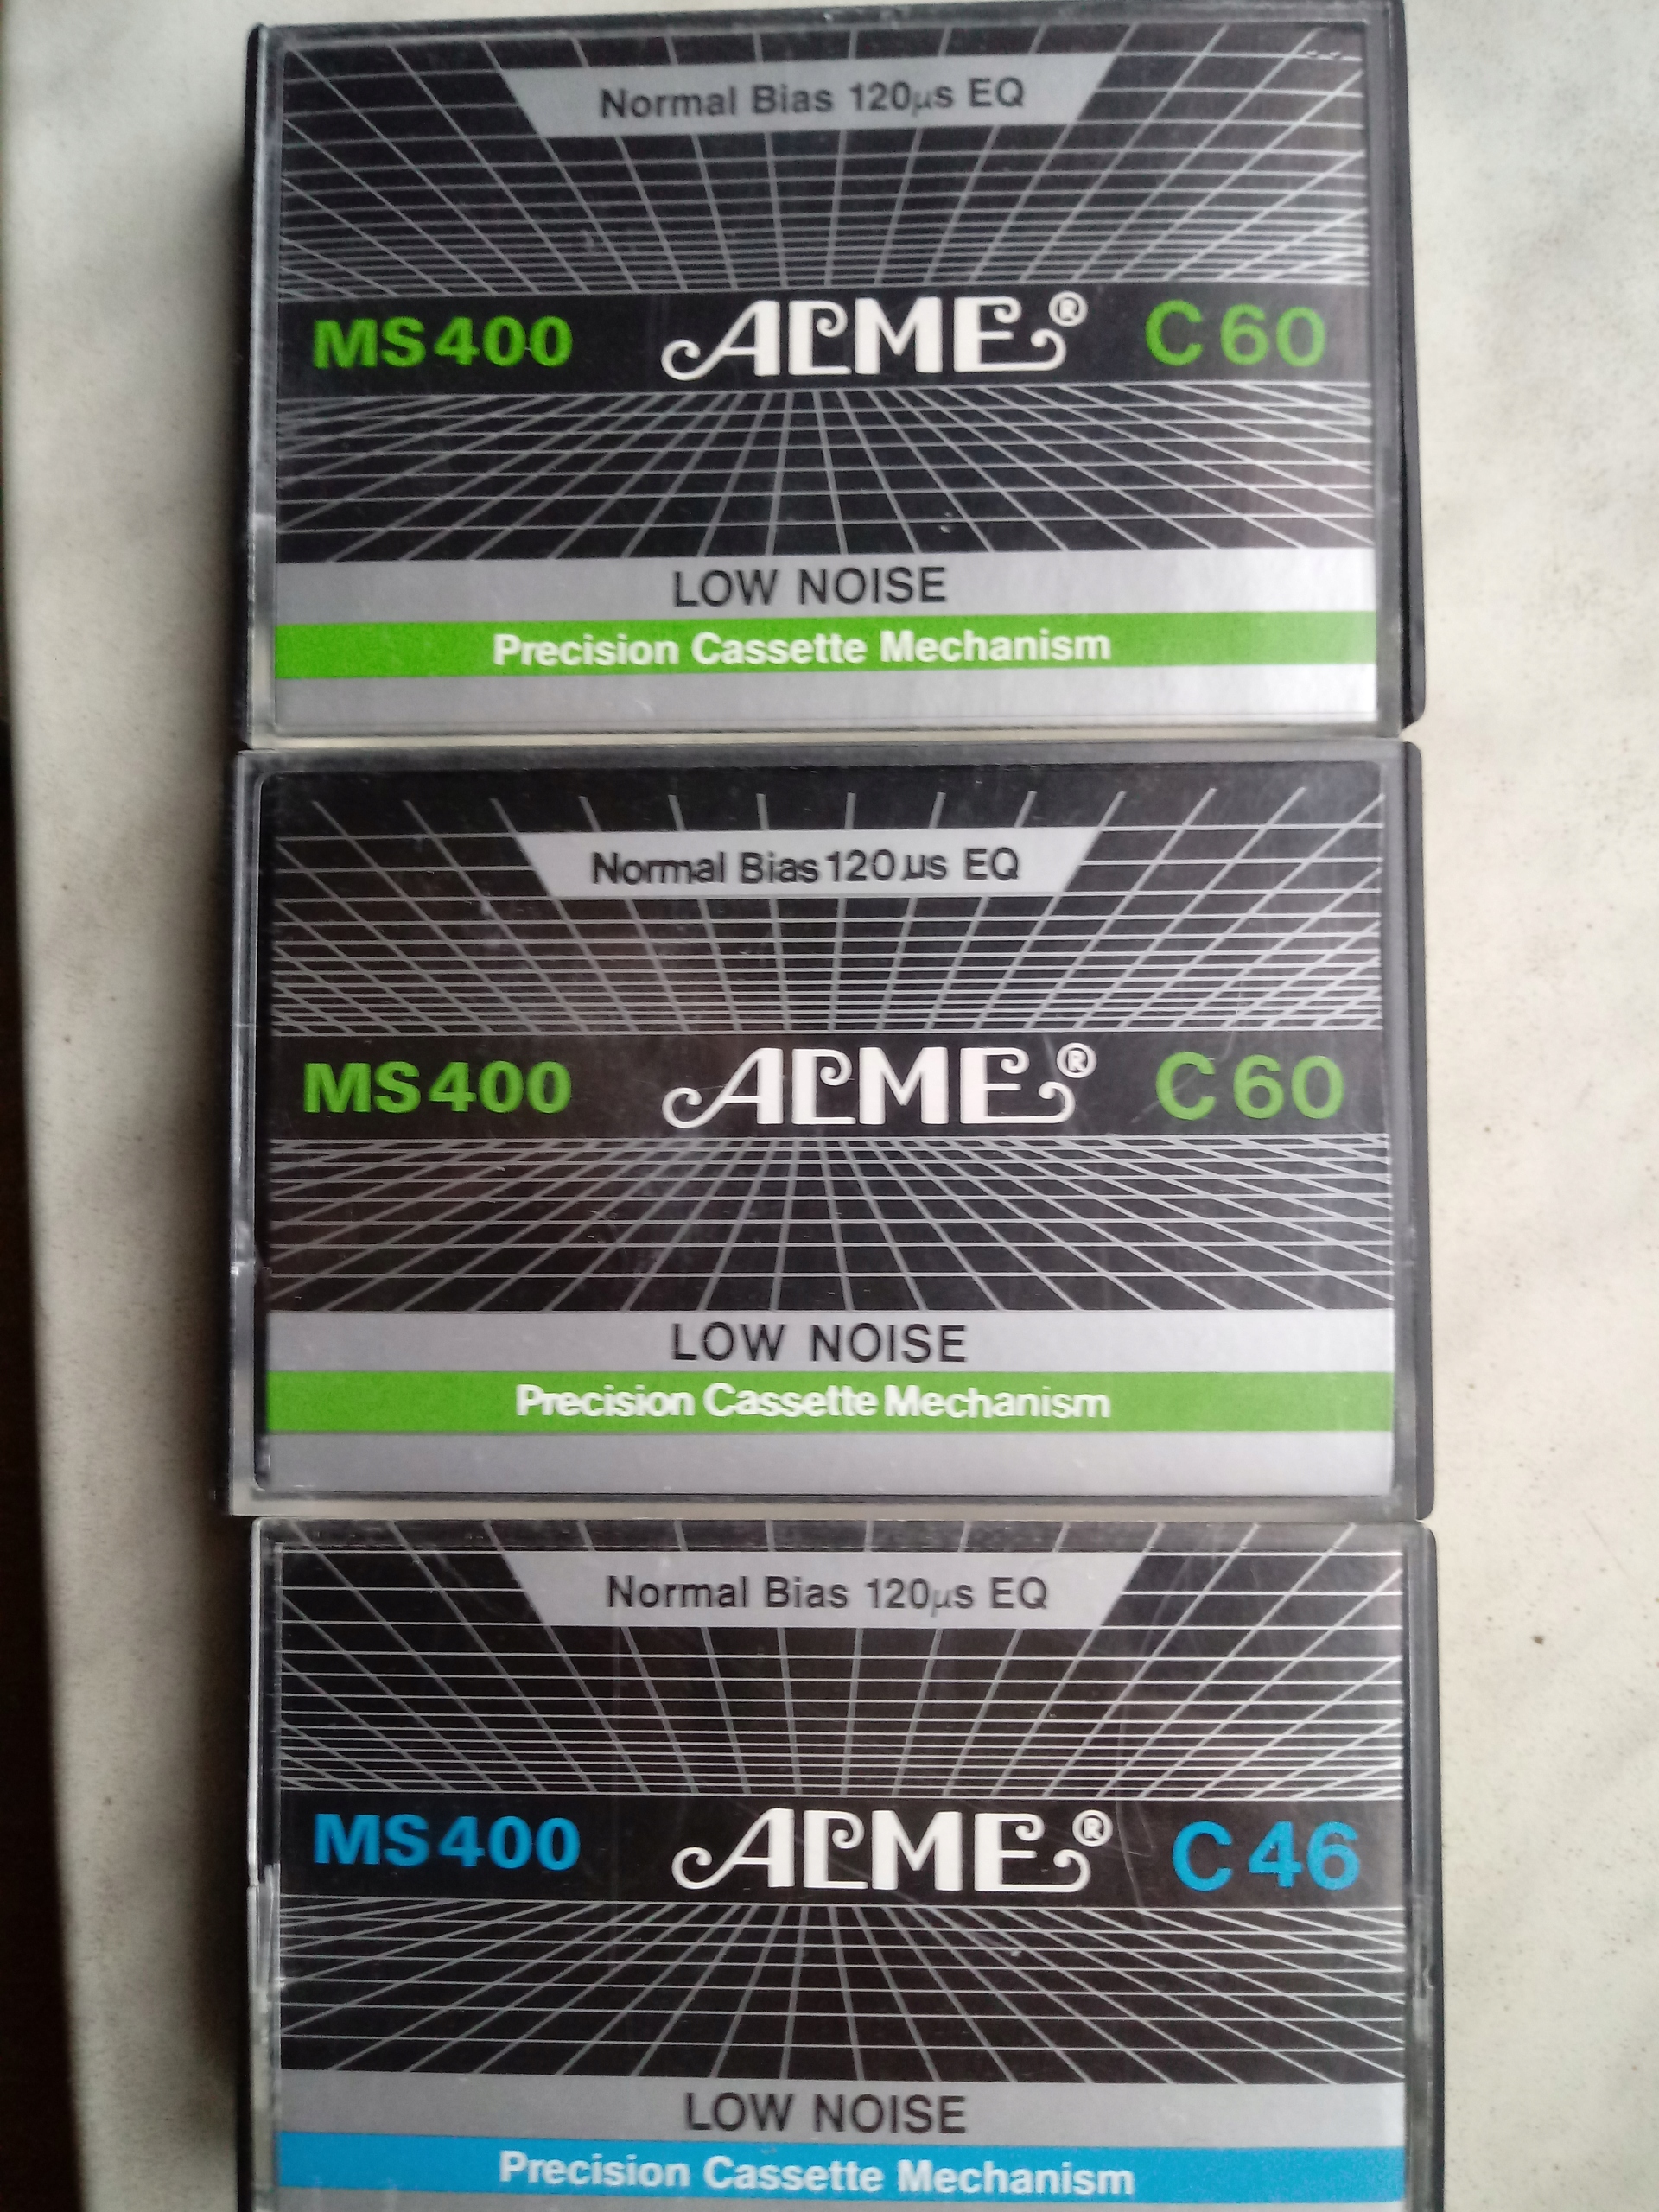 Normal Bias 120μs EQ
MS400 ACME® C60
LOW NOISE
Precision Cassette Mechanism
Normal Bias 120μs EQ
MS400 ACME® C60
LOW NOISE
Precision Cassette Mechanism
Normal Bias 120μs EQ
MS400 ACME® C46
LOW NOISE
Precision Cassette Mechanism